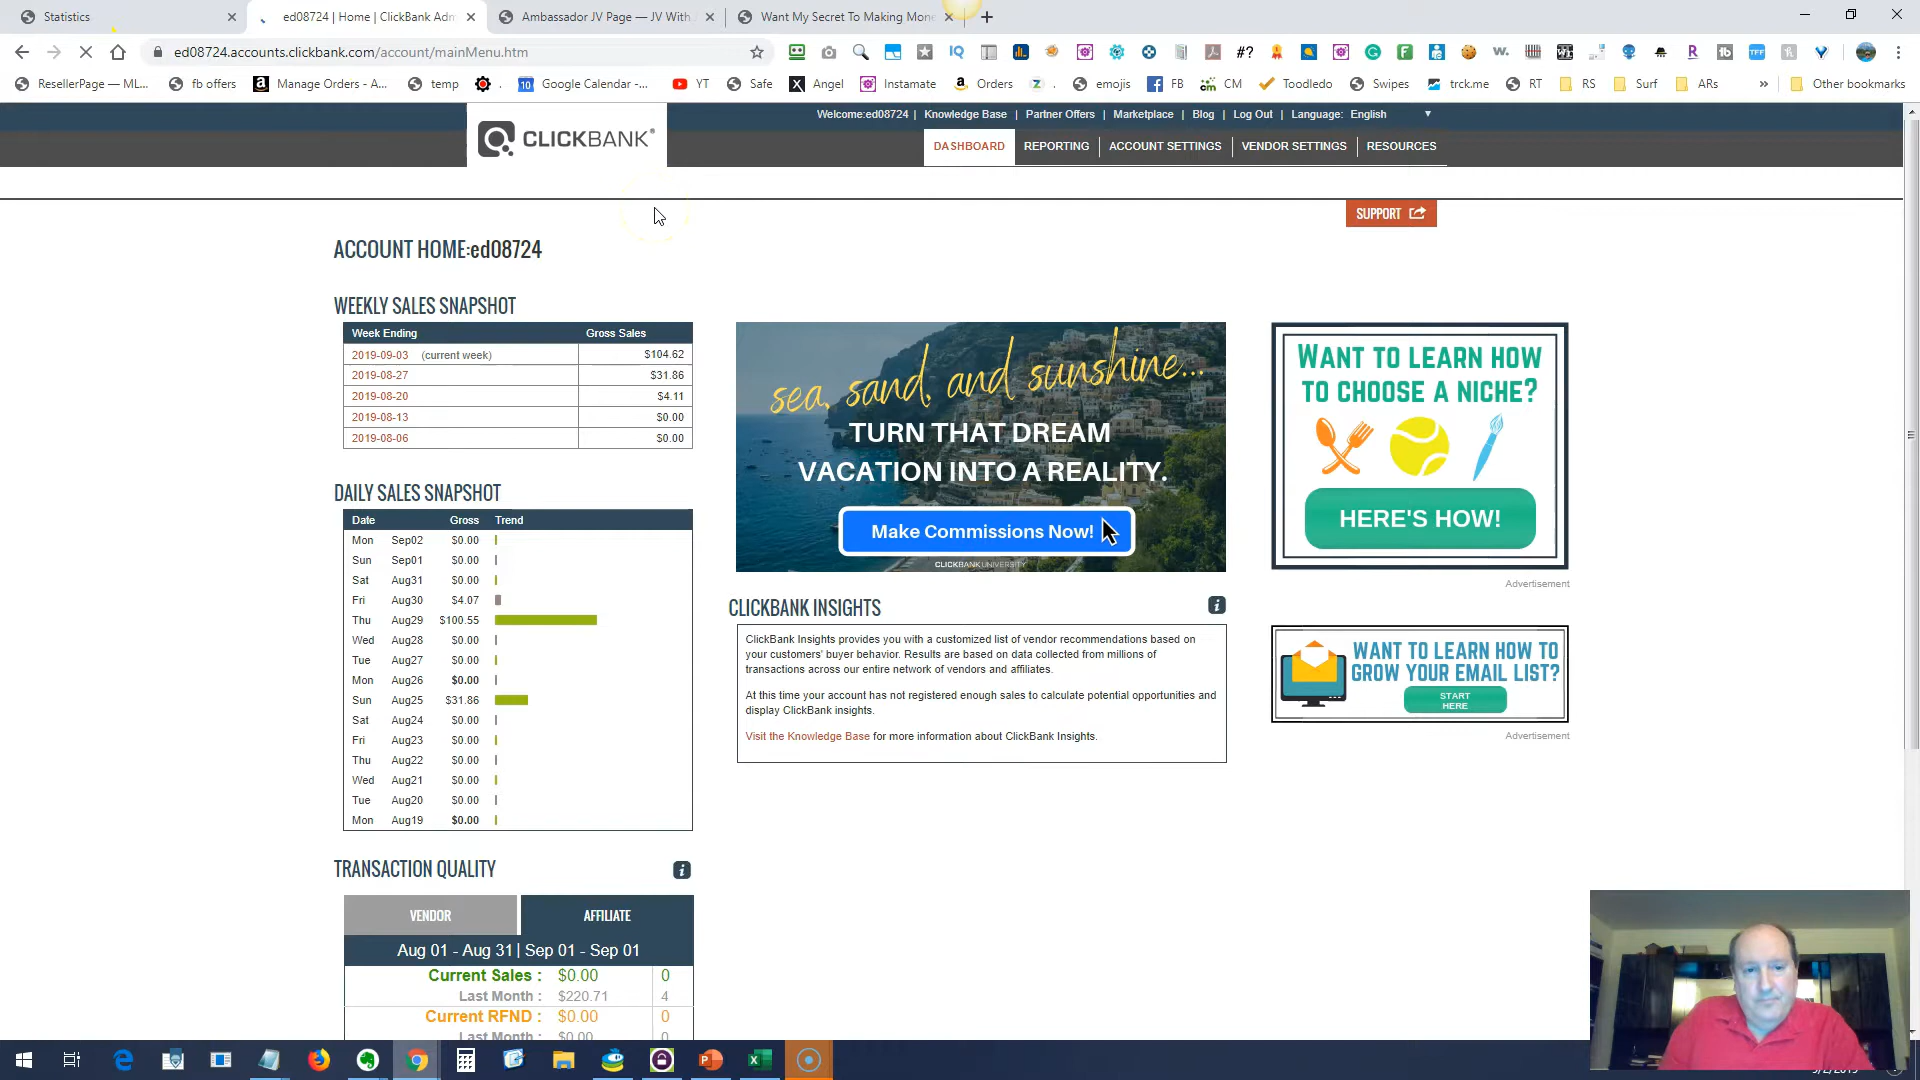 Statistics
ed08724 | Home | ClickBank Adm
Ambassador JV Page — JV With
Want My Secret To Making Mone
ed08724.accounts.clickbank.com/account/mainMenu.htm
ResellerPage — ML...
fb offers
Manage Orders - A...
temp
.
Google Calendar -...
YT
Safe
Angel
Instamate
Orders
.
emojis
FB
CM
Toodledo
Swipes
trck.me
RT
RS
Surf
ARs
»
Other bookmarks
Welcome:ed08724 | Knowledge Base | Partner Offers | Marketplace | Blog | Log Out | Language: English
CLICKBANK®
DASHBOARD
REPORTING
ACCOUNT SETTINGS
VENDOR SETTINGS
RESOURCES
SUPPORT
ACCOUNT HOME:ed08724
WEEKLY SALES SNAPSHOT
Week Ending Gross Sales
2019-09-03 (current week) $104.62
2019-08-27 $31.86
2019-08-20 $4.11
2019-08-13 $0.00
2019-08-06 $0.00
DAILY SALES SNAPSHOT
Date Gross Trend
Mon Sep02 $0.00
Sun Sep01 $0.00
Sat Aug31 $0.00
Fri Aug30 $4.07
Thu Aug29 $100.55
Wed Aug28 $0.00
Tue Aug27 $0.00
Mon Aug26 $0.00
Sun Aug25 $31.86
Sat Aug24 $0.00
Fri Aug23 $0.00
Thu Aug22 $0.00
Wed Aug21 $0.00
Tue Aug20 $0.00
Mon Aug19 $0.00
TRANSACTION QUALITY
VENDOR
AFFILIATE
Aug 01 - Aug 31 | Sep 01 - Sep 01
Current Sales : $0.00 0
Last Month : $220.71 4
Current RFND : $0.00 0
Last Month : $0.00 0
sea, sand, and sunshine...
TURN THAT DREAM
VACATION INTO A REALITY.
Make Commissions Now!
CLICKBANK UNIVERSITY
CLICKBANK INSIGHTS
ClickBank Insights provides you with a customized list of vendor recommendations based on
your customers' buyer behavior. Results are based on data collected from millions of
transactions across our entire network of vendors and affiliates.
At this time your account has not registered enough sales to calculate potential opportunities and
display ClickBank insights.
Visit the Knowledge Base for more information about ClickBank Insights.
WANT TO LEARN HOW
TO CHOOSE A NICHE?
HERE'S HOW!
Advertisement
WANT TO LEARN HOW TO
GROW YOUR EMAIL LIST?
START
HERE
Advertisement